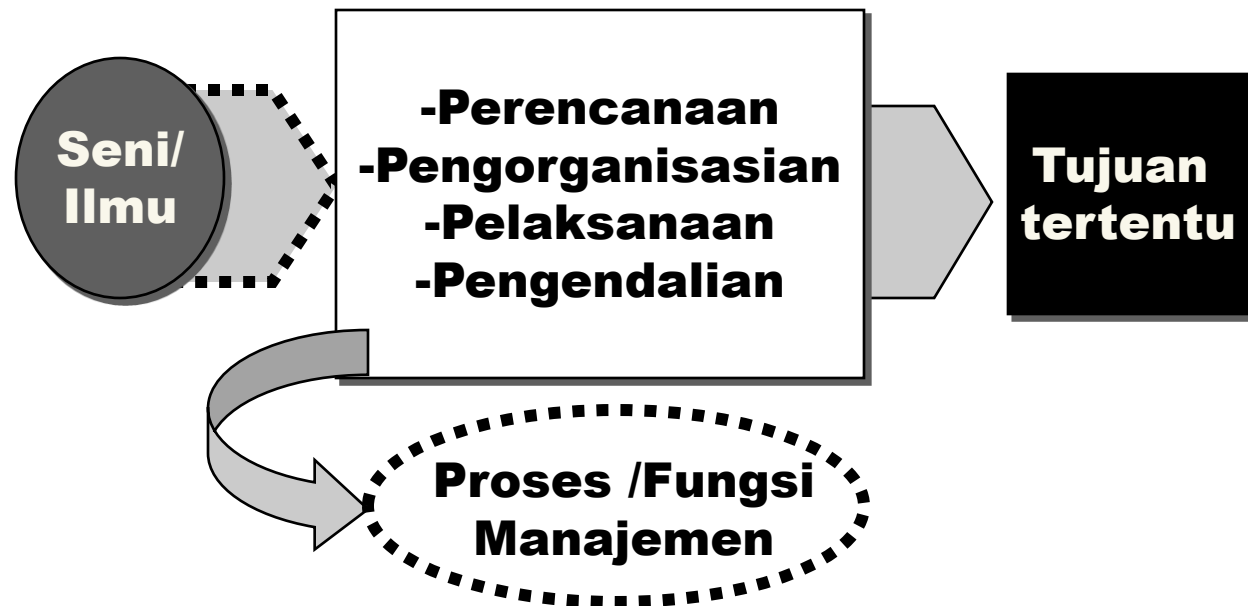 Seni/
Ilmu
-Perencanaan
-Pengorganisasian
-Pelaksanaan
-Pengendalian
Tujuan
tertentu
Proses /Fungsi
Manajemen